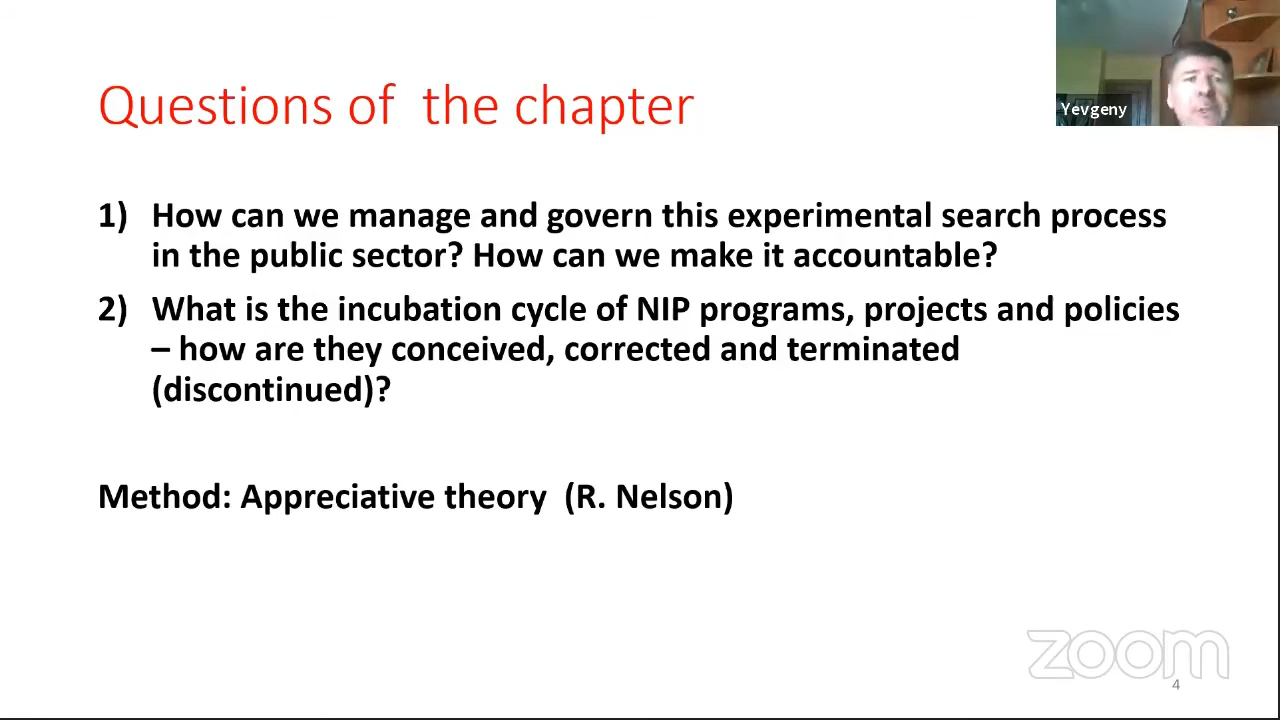 Questions of the chapter
Yevgeny
1) How can we manage and govern this experimental search process
in the public sector? How can we make it accountable?
2) What is the incubation cycle of NIP programs, projects and policies
– how are they conceived, corrected and terminated
(discontinued)?
Method: Appreciative theory (R. Nelson)
zoom
4